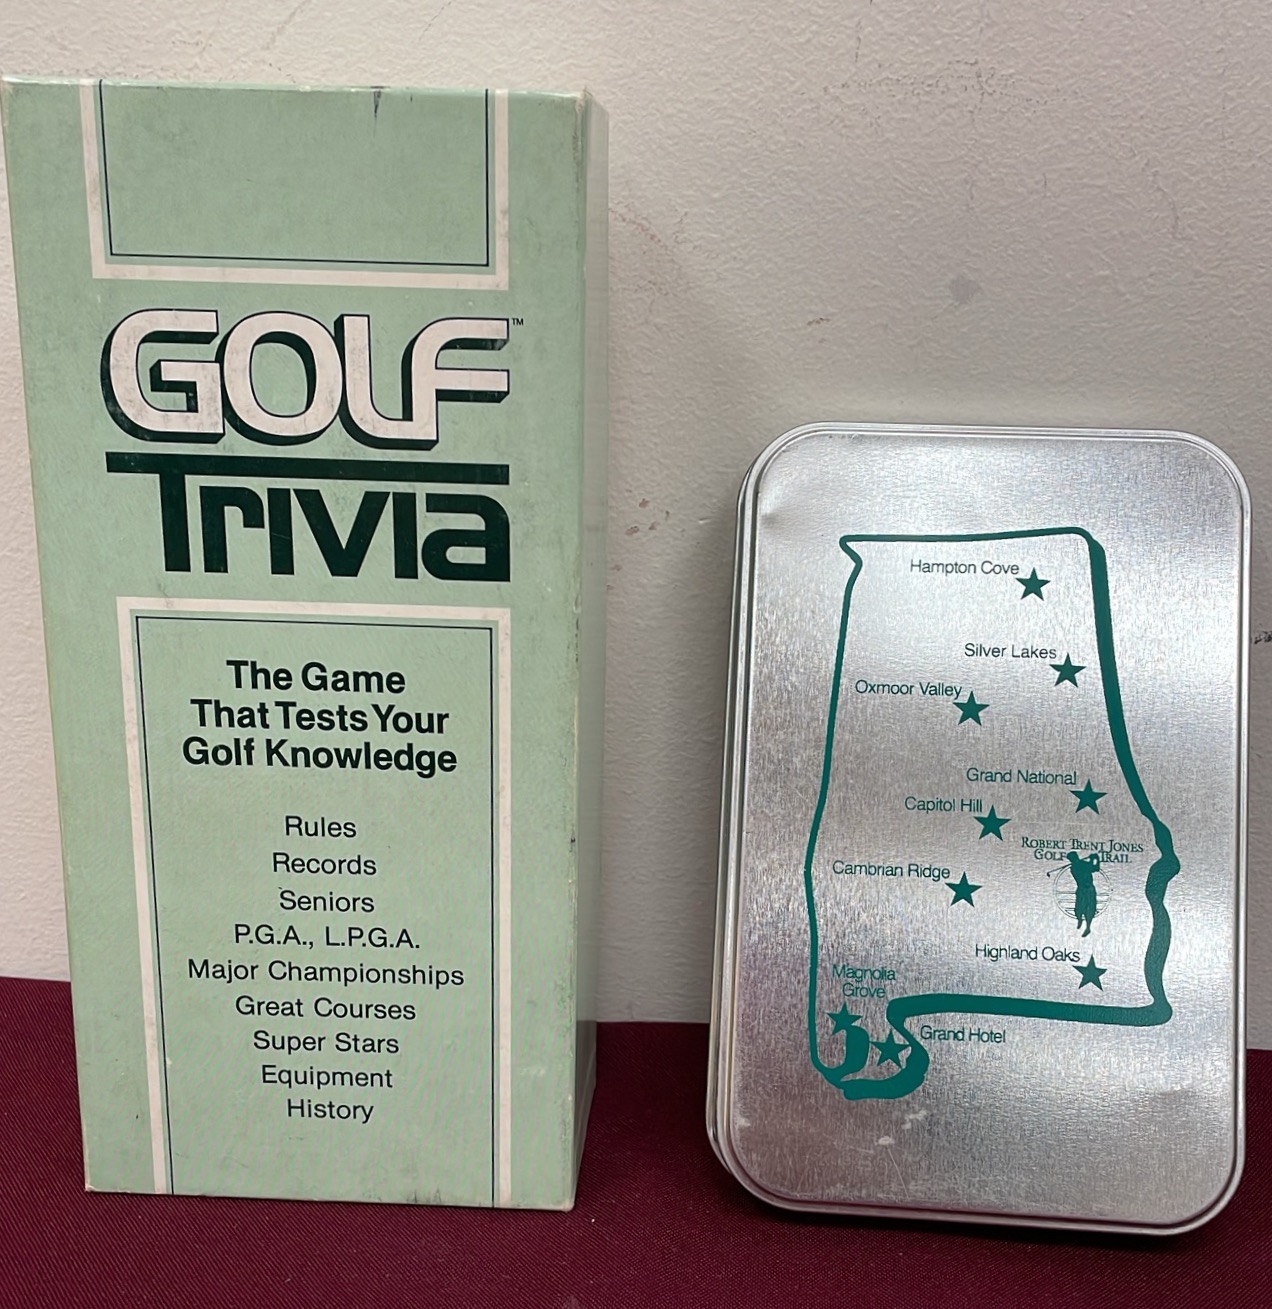 GOLF™
TRIVIA
The Game
That Tests Your
Golf Knowledge
Rules
Records
Seniors
P.G.A., L.P.G.A.
Major Championships
Great Courses
Super Stars
Equipment
History
Hampton Cove
Silver Lakes
Oxmoor Valley
Grand National
Capitol Hill
ROBERT TRENT JONES
GOLF TRAIL
Cambrian Ridge
Highland Oaks
Magnolia
Grove
Grand Hotel